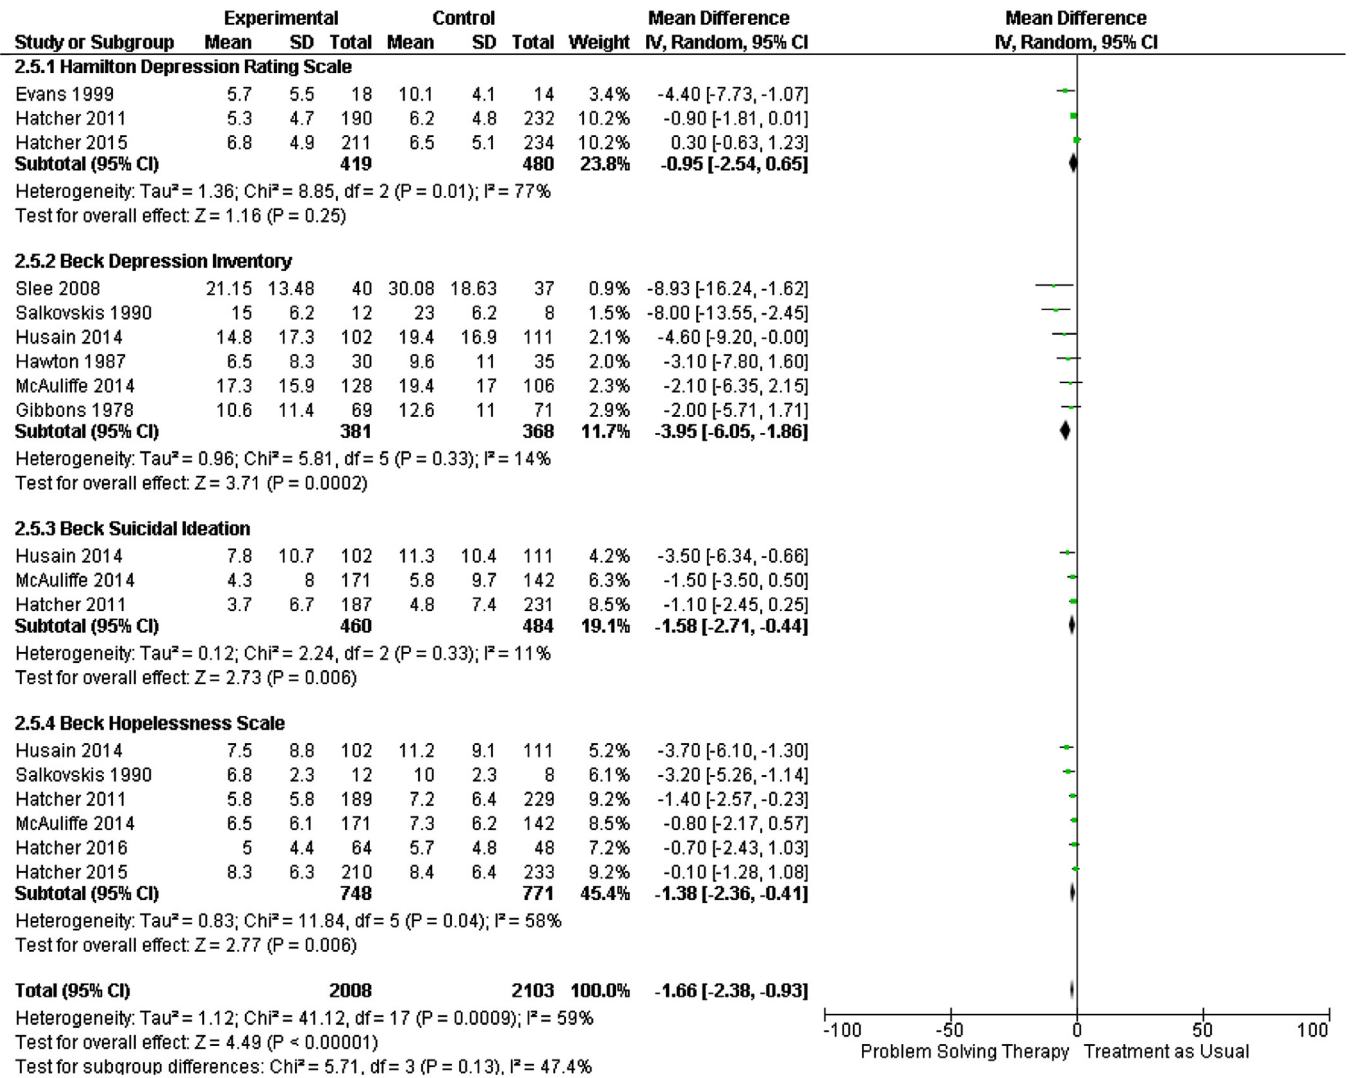 Experimental Control Mean Difference Mean Difference
Study or Subgroup Mean SD Total Mean SD Total Weight IV, Random, 95% CI IV, Random, 95% CI
2.5.1 Hamilton Depression Rating Scale
Evans 1999 5.7 5.5 18 10.1 4.1 14 3.4% -4.40 [-7.73, -1.07]
Hatcher 2011 5.3 4.7 190 6.2 4.8 232 10.2% -0.90 [-1.81, 0.01]
Hatcher 2015 6.8 4.9 211 6.5 5.1 234 10.2% 0.30 [-0.63, 1.23]
Subtotal (95% CI) 419 480 23.8% -0.95 [-2.54, 0.65]
Heterogeneity: Tau² = 1.36; Chi² = 8.85, df = 2 (P = 0.01); I² = 77%
Test for overall effect: Z = 1.16 (P = 0.25)
2.5.2 Beck Depression Inventory
Slee 2008 21.15 13.48 40 30.08 18.63 37 0.9% -8.93 [-16.24, -1.62]
Salkovskis 1990 15 6.2 12 23 6.2 8 1.5% -8.00 [-13.55, -2.45]
Husain 2014 14.8 17.3 102 19.4 16.9 111 2.1% -4.60 [-9.20, -0.00]
Hawton 1987 6.5 8.3 30 9.6 11 35 2.0% -3.10 [-7.80, 1.60]
McAuliffe 2014 17.3 15.9 128 19.4 17 106 2.3% -2.10 [-6.35, 2.15]
Gibbons 1978 10.6 11.4 69 12.6 11 71 2.9% -2.00 [-5.71, 1.71]
Subtotal (95% CI) 381 368 11.7% -3.95 [-6.05, -1.86]
Heterogeneity: Tau² = 0.96; Chi² = 5.81, df = 5 (P = 0.33); I² = 14%
Test for overall effect: Z = 3.71 (P = 0.0002)
2.5.3 Beck Suicidal Ideation
Husain 2014 7.8 10.7 102 11.3 10.4 111 4.2% -3.50 [-6.34, -0.66]
McAuliffe 2014 4.3 8 171 5.8 9.7 142 6.3% -1.50 [-3.50, 0.50]
Hatcher 2011 3.7 6.7 187 4.8 7.4 231 8.5% -1.10 [-2.45, 0.25]
Subtotal (95% CI) 460 484 19.1% -1.58 [-2.71, -0.44]
Heterogeneity: Tau² = 0.12; Chi² = 2.24, df = 2 (P = 0.33); I² = 11%
Test for overall effect: Z = 2.73 (P = 0.006)
2.5.4 Beck Hopelessness Scale
Husain 2014 7.5 8.8 102 11.2 9.1 111 5.2% -3.70 [-6.10, -1.30]
Salkovskis 1990 6.8 2.3 12 10 2.3 8 6.1% -3.20 [-5.26, -1.14]
Hatcher 2011 5.8 5.8 189 7.2 6.4 229 9.2% -1.40 [-2.57, -0.23]
McAuliffe 2014 6.5 6.1 171 7.3 6.2 142 8.5% -0.80 [-2.17, 0.57]
Hatcher 2016 5 4.4 64 5.7 4.8 48 7.2% -0.70 [-2.43, 1.03]
Hatcher 2015 8.3 6.3 210 8.4 6.4 233 9.2% -0.10 [-1.28, 1.08]
Subtotal (95% CI) 748 771 45.4% -1.38 [-2.36, -0.41]
Heterogeneity: Tau² = 0.83; Chi² = 11.84, df = 5 (P = 0.04); I² = 58%
Test for overall effect: Z = 2.77 (P = 0.006)
Total (95% CI) 2008 2103 100.0% -1.66 [-2.38, -0.93]
Heterogeneity: Tau² = 1.12; Chi² = 41.12, df = 17 (P = 0.0009); I² = 59%
Test for overall effect: Z = 4.49 (P < 0.00001)
Test for subgroup differences: Chi² = 5.71, df = 3 (P = 0.13), I² = 47.4%
-100 -50 0 50 100
Problem Solving Therapy Treatment as Usual